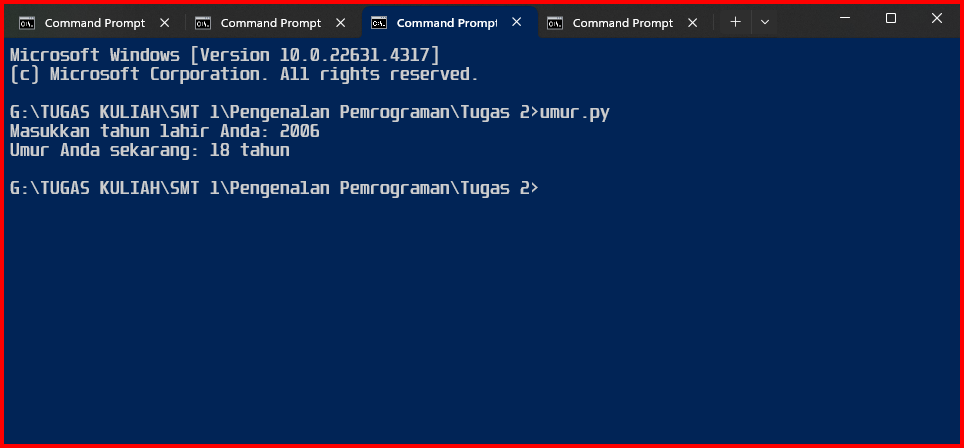 Command Prompt
Command Prompt
Command Prompt
Command Prompt
Microsoft Windows [Version 10.0.22631.4317]
(c) Microsoft Corporation. All rights reserved.
G:\TUGAS KULIAH\SMT 1\Pengenalan Pemrograman\Tugas 2>umur.py
Masukkan tahun lahir Anda: 2006
Umur Anda sekarang: 18 tahun
G:\TUGAS KULIAH\SMT 1\Pengenalan Pemrograman\Tugas 2>